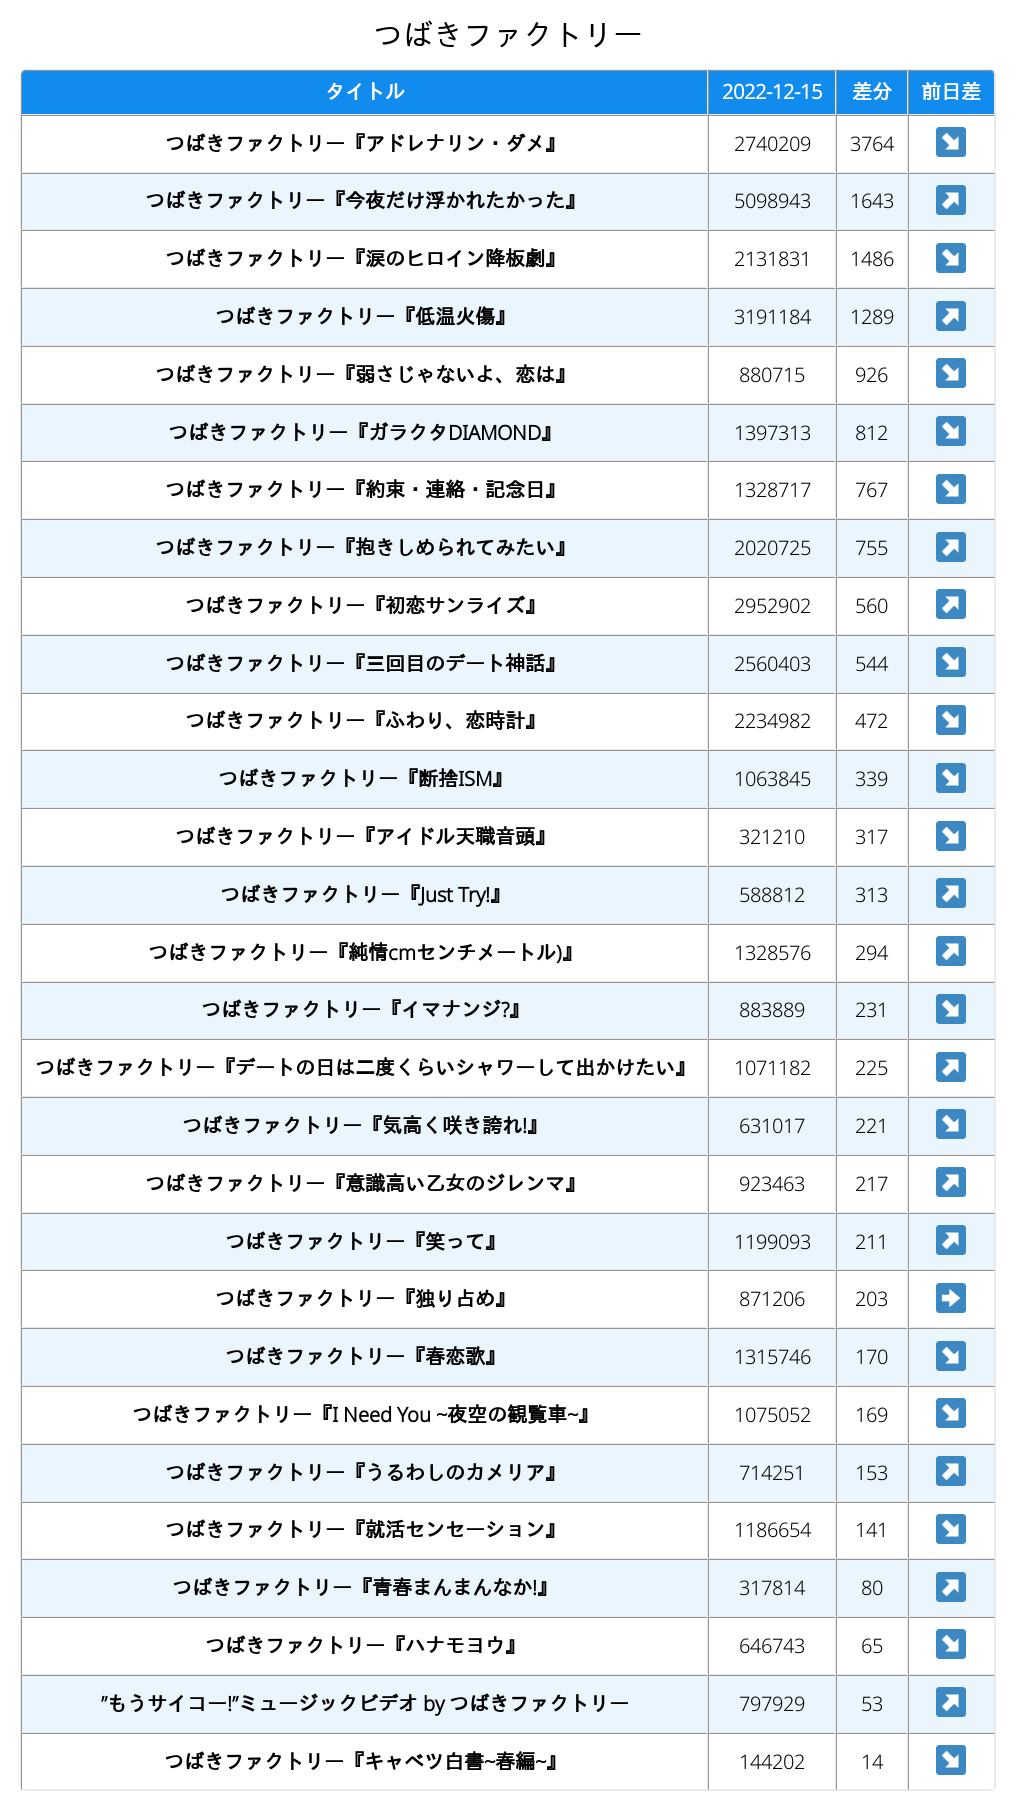 つばきファクトリー
タイトル 2022-12-15 差分 前日差
つばきファクトリー『アドレナリン・ダメ』 2740209 3764 ↘
つばきファクトリー『今夜だけ浮かれたかった』 5098943 1643 ↗
つばきファクトリー『涙のヒロイン降板劇』 2131831 1486 ↘
つばきファクトリー『低温火傷』 3191184 1289 ↗
つばきファクトリー『弱さじゃないよ、恋は』 880715 926 ↘
つばきファクトリー『ガラクタDIAMOND』 1397313 812 ↘
つばきファクトリー『約束・連絡・記念日』 1328717 767 ↘
つばきファクトリー『抱きしめられてみたい』 2020725 755 ↗
つばきファクトリー『初恋サンライズ』 2952902 560 ↗
つばきファクトリー『三回目のデート神話』 2560403 544 ↘
つばきファクトリー『ふわり、恋時計』 2234982 472 ↘
つばきファクトリー『断捨ISM』 1063845 339 ↘
つばきファクトリー『アイドル天職音頭』 321210 317 ↘
つばきファクトリー『Just Try!』 588812 313 ↗
つばきファクトリー『純情cmセンチメートル)』 1328576 294 ↗
つばきファクトリー『イマナンジ?』 883889 231 ↘
つばきファクトリー『デートの日は二度くらいシャワーして出かけたい』 1071182 225 ↗
つばきファクトリー『気高く咲き誇れ!』 631017 221 ↘
つばきファクトリー『意識高い乙女のジレンマ』 923463 217 ↗
つばきファクトリー『笑って』 1199093 211 ↗
つばきファクトリー『独り占め』 871206 203 ➡
つばきファクトリー『春恋歌』 1315746 170 ↘
つばきファクトリー『I Need You ~夜空の観覧車~』 1075052 169 ↘
つばきファクトリー『うるわしのカメリア』 714251 153 ↗
つばきファクトリー『就活センセーション』 1186654 141 ↘
つばきファクトリー『青春まんまんなか!』 317814 80 ↗
つばきファクトリー『ハナモヨウ』 646743 65 ↘
”もうサイコー!”ミュージックビデオ by つばきファクトリー 797929 53 ↗
つばきファクトリー『キャベツ白書~春編~』 144202 14 ↘